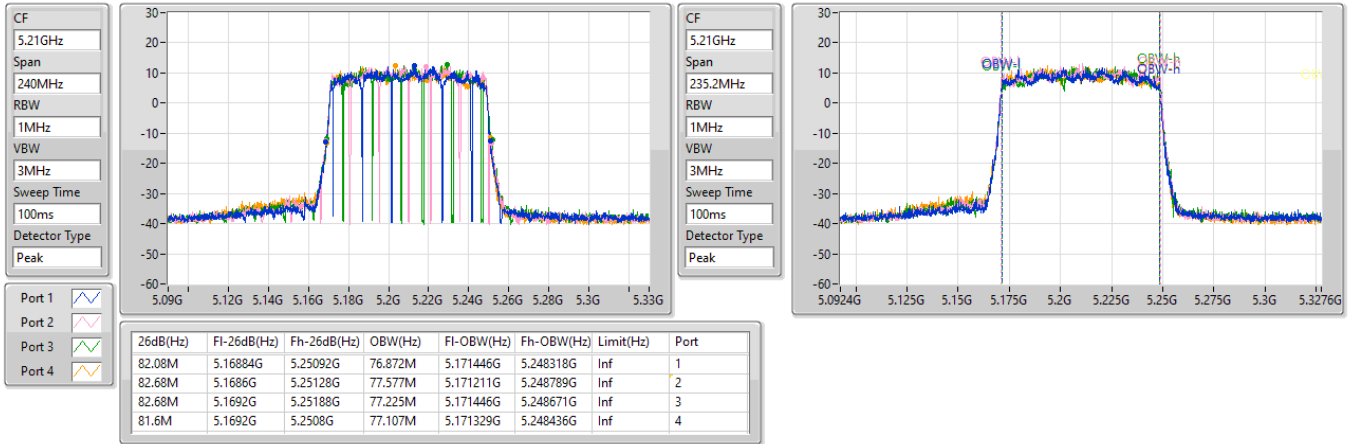 CF
5.21GHz
Span
240MHz
RBW
1MHz
VBW
3MHz
Sweep Time
100ms
Detector Type
Peak
30
20
10
0
-10
-20
-30
-40
-50
-60
5.09G 5.12G 5.14G 5.16G 5.18G 5.2G 5.22G 5.24G 5.26G 5.28G 5.3G 5.33G
CF
5.21GHz
Span
235.2MHz
RBW
1MHz
VBW
3MHz
Sweep Time
100ms
Detector Type
Peak
30
20
10
0
-10
-20
-30
-40
-50
-60
OBW-l
OBW-h
OBW-h
5.0924G 5.125G 5.15G 5.175G 5.2G 5.225G 5.25G 5.275G 5.3G 5.3276G
Port 1
Port 2
Port 3
Port 4
26dB(Hz) Fl-26dB(Hz) Fh-26dB(Hz) OBW(Hz) Fl-OBW(Hz) Fh-OBW(Hz) Limit(Hz) Port
82.08M 5.16884G 5.25092G 76.872M 5.171446G 5.248318G Inf 1
82.68M 5.1686G 5.25128G 77.577M 5.171211G 5.248789G Inf 2
82.68M 5.1692G 5.25188G 77.225M 5.171446G 5.248671G Inf 3
81.6M 5.1692G 5.2508G 77.107M 5.171329G 5.248436G Inf 4